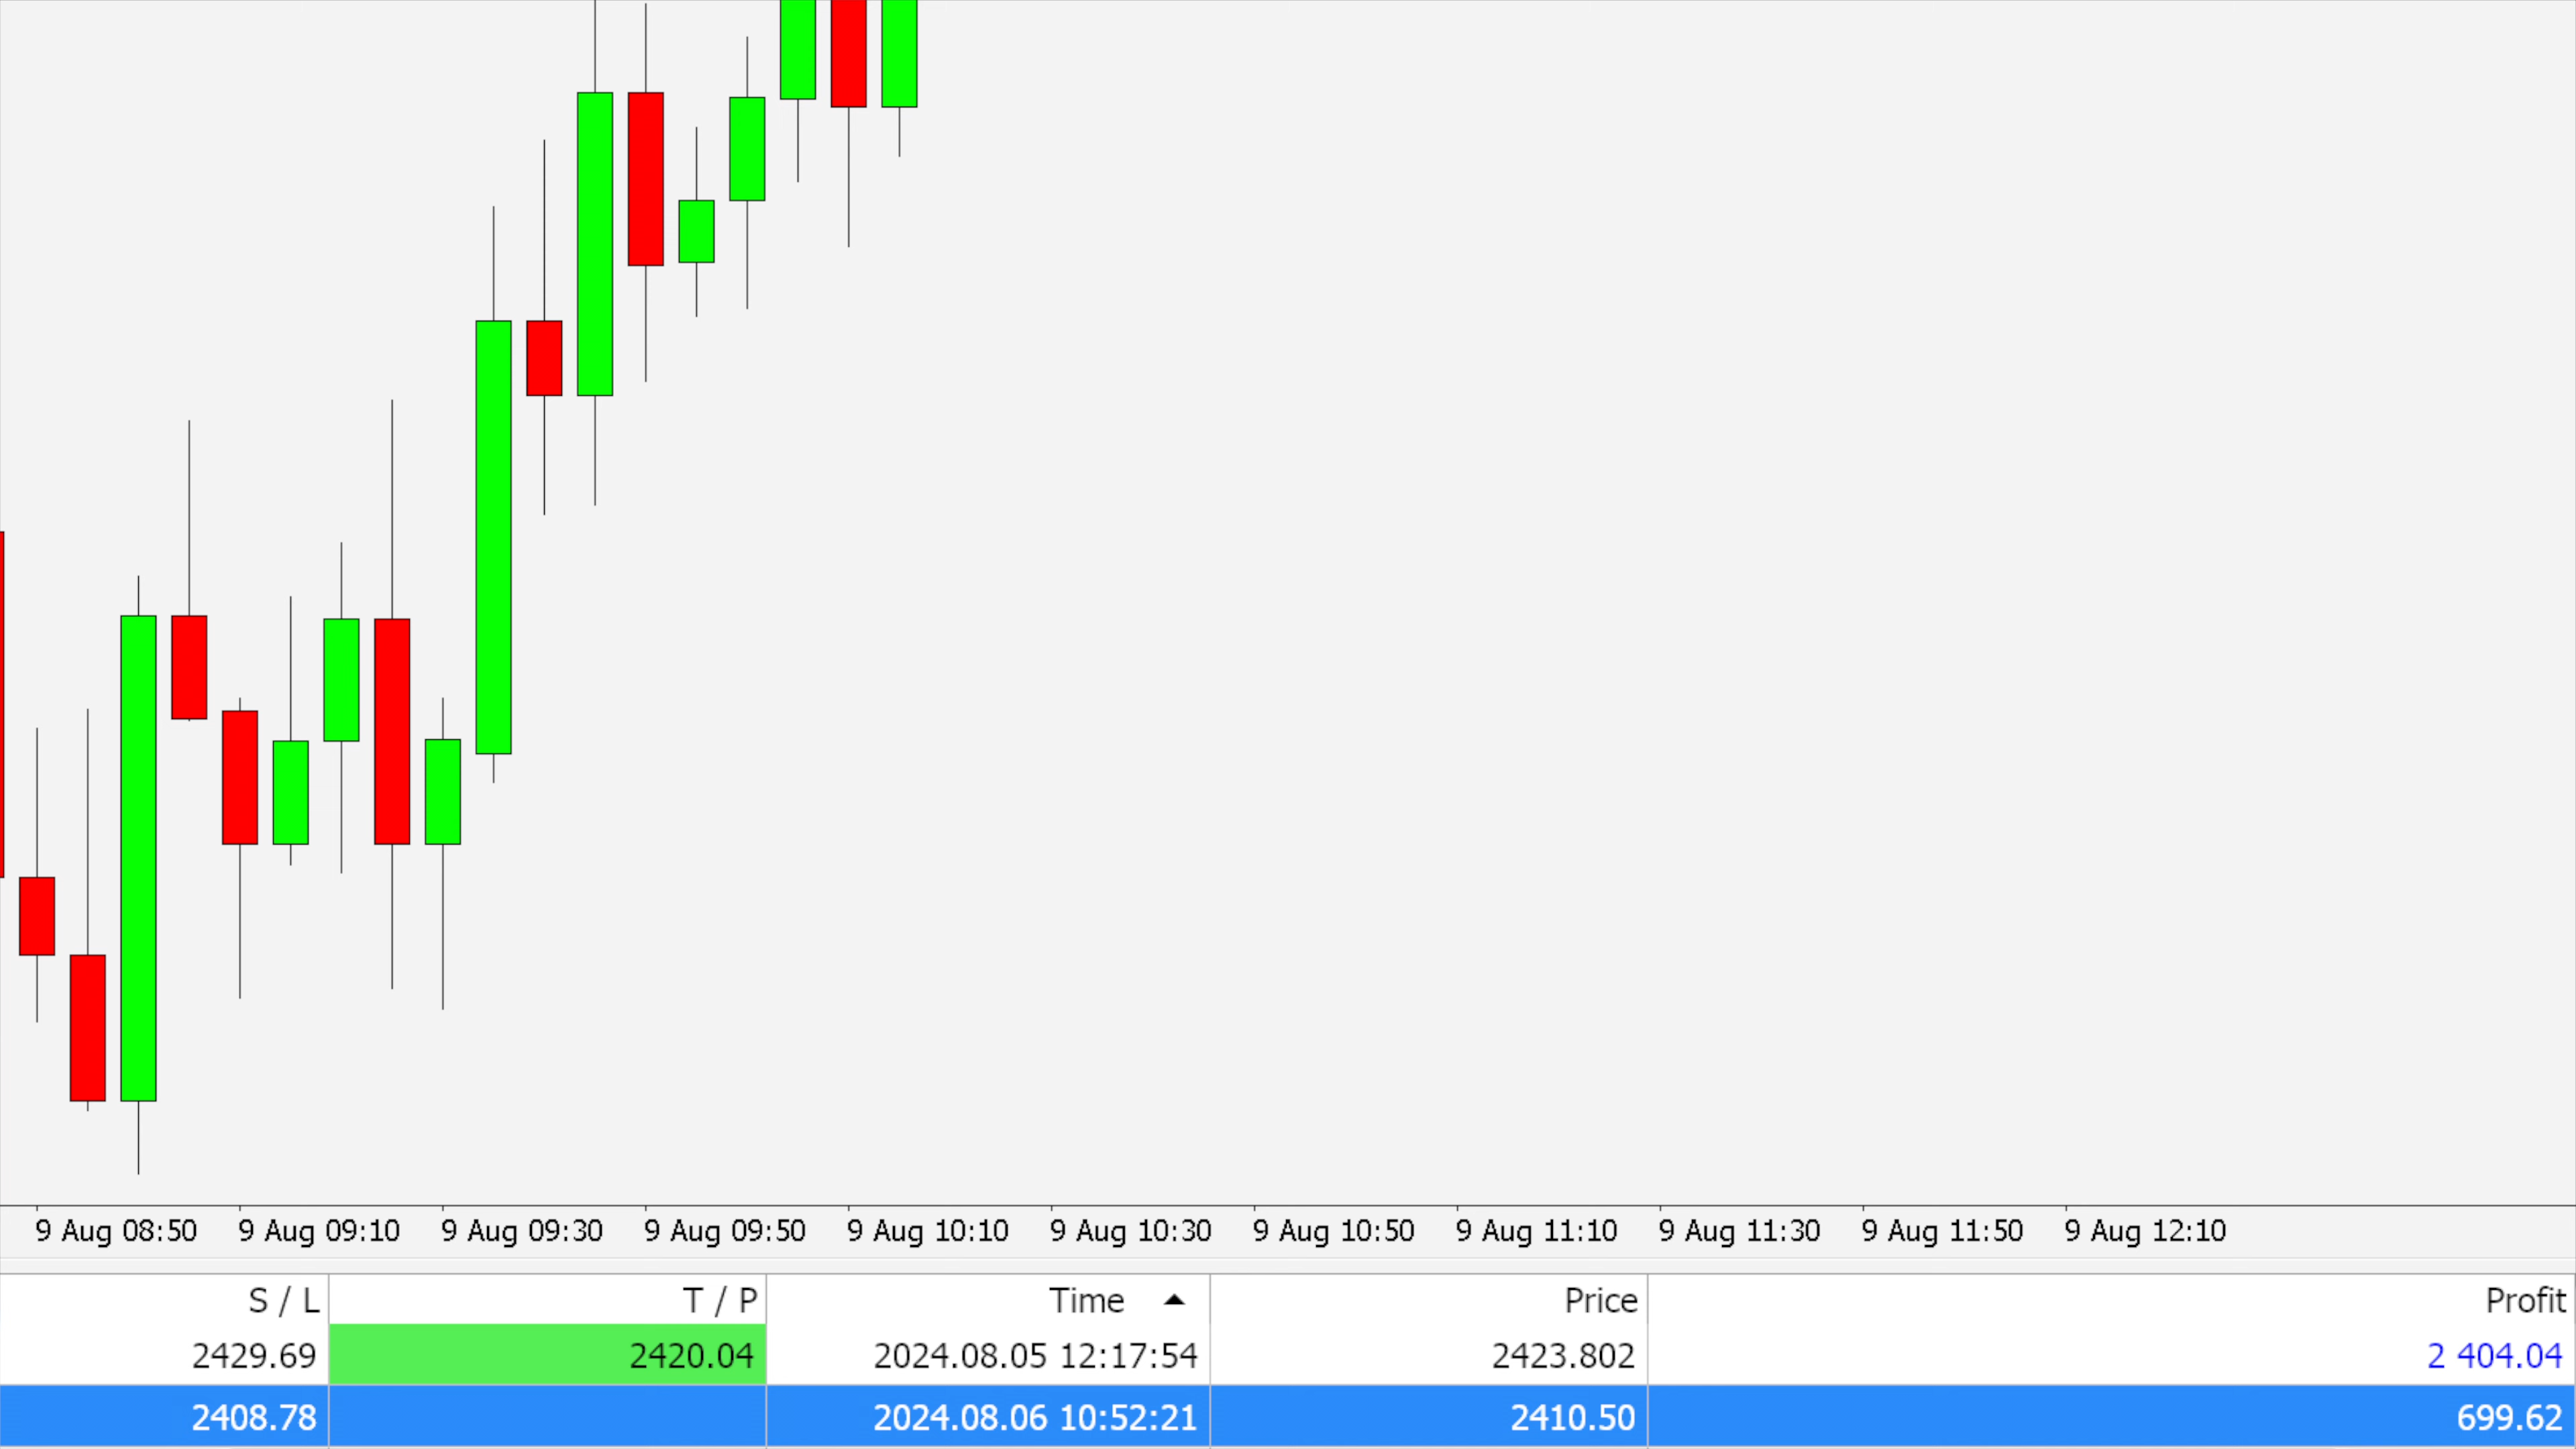 9 Aug 08:50 9 Aug 09:10 9 Aug 09:30 9 Aug 09:50 9 Aug 10:10 9 Aug 10:30 9 Aug 10:50 9 Aug 11:10 9 Aug 11:30 9 Aug 11:50 9 Aug 12:10
S / L T / P Time Price Profit
2429.69 2420.04 2024.08.05 12:17:54 2423.802 2 404.04
2408.78 2024.08.06 10:52:21 2410.50 699.62